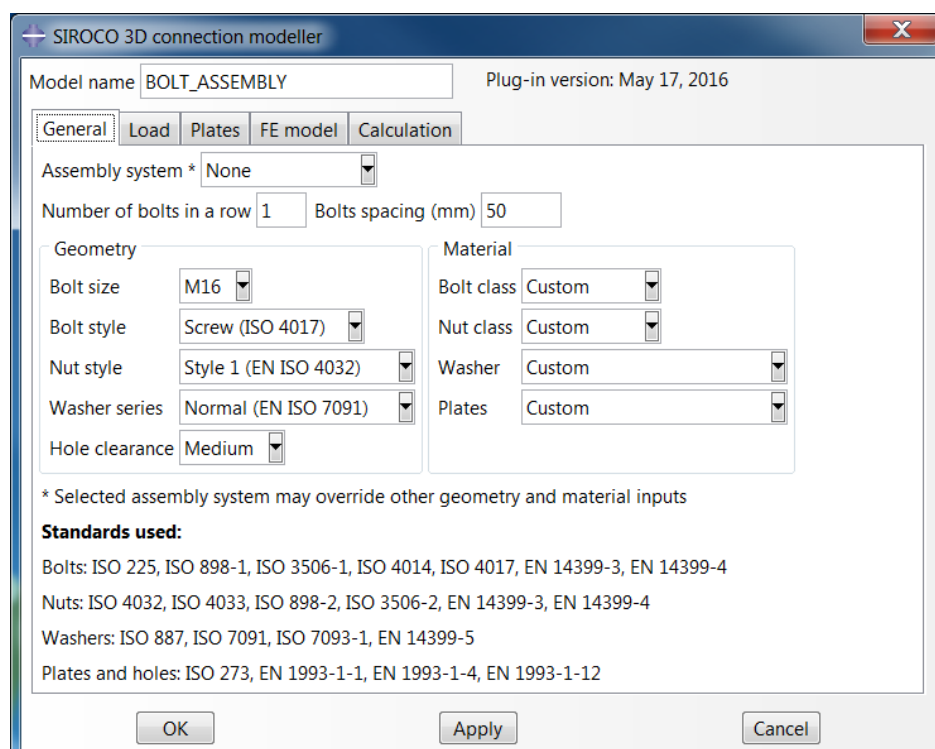 SIROCO 3D connection modeller
Model name BOLT_ASSEMBLY Plug-in version: May 17, 2016
General Load Plates FE model Calculation
Assembly system * None
Number of bolts in a row 1 Bolts spacing (mm) 50
Geometry Material
Bolt size M16 Bolt class Custom
Bolt style Screw (ISO 4017) Nut class Custom
Nut style Style 1 (EN ISO 4032) Washer Custom
Washer series Normal (EN ISO 7091) Plates Custom
Hole clearance Medium
* Selected assembly system may override other geometry and material inputs
Standards used:
Bolts: ISO 225, ISO 898-1, ISO 3506-1, ISO 4014, ISO 4017, EN 14399-3, EN 14399-4
Nuts: ISO 4032, ISO 4033, ISO 898-2, ISO 3506-2, EN 14399-3, EN 14399-4
Washers: ISO 887, ISO 7091, ISO 7093-1, EN 14399-5
Plates and holes: ISO 273, EN 1993-1-1, EN 1993-1-4, EN 1993-1-12
OK Apply Cancel